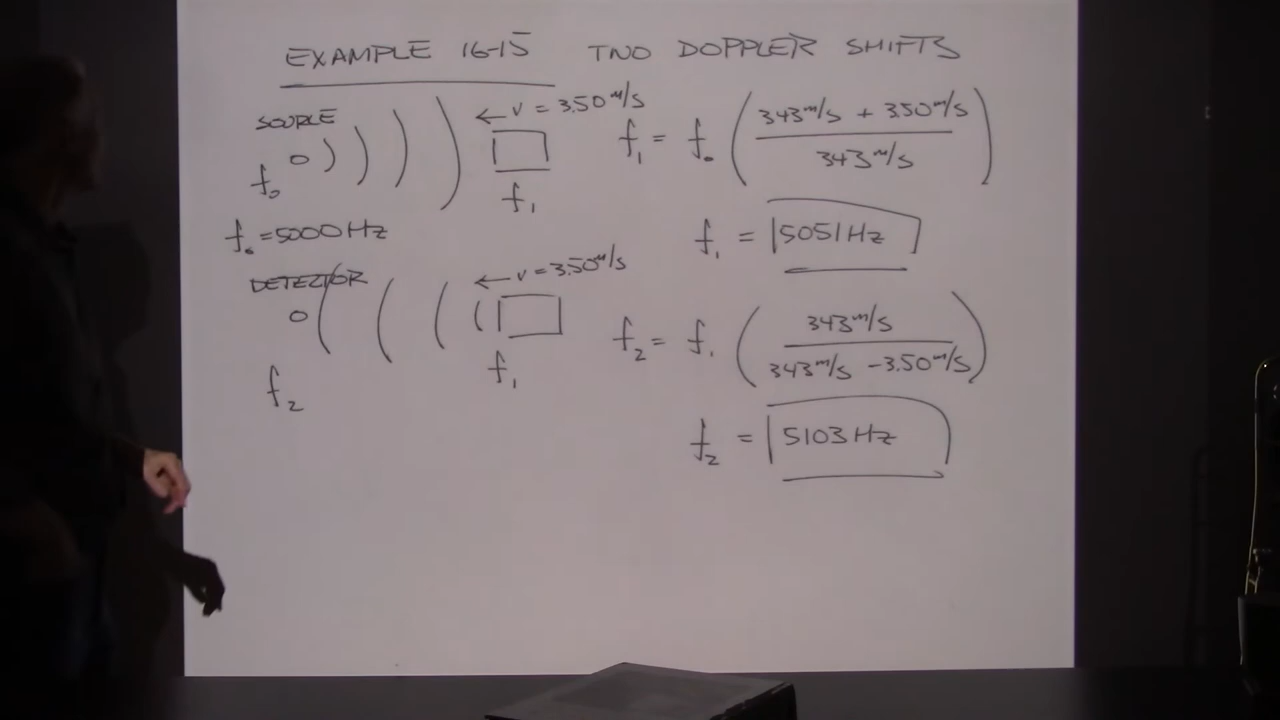 EXAMPLE 16-15 TWO DOPPLER SHIFTS
SOURCE
f₀
f₀ = 5000 Hz
← v = 3.50 m/s
f₁
f₁ = f₀ ( (343 m/s + 3.50 m/s) / 343 m/s )
f₁ = 5051 Hz
DETECTOR
f₂
← v = 3.50 m/s
f₁
f₂ = f₁ ( 343 m/s / (343 m/s - 3.50 m/s) )
f₂ = 5103 Hz